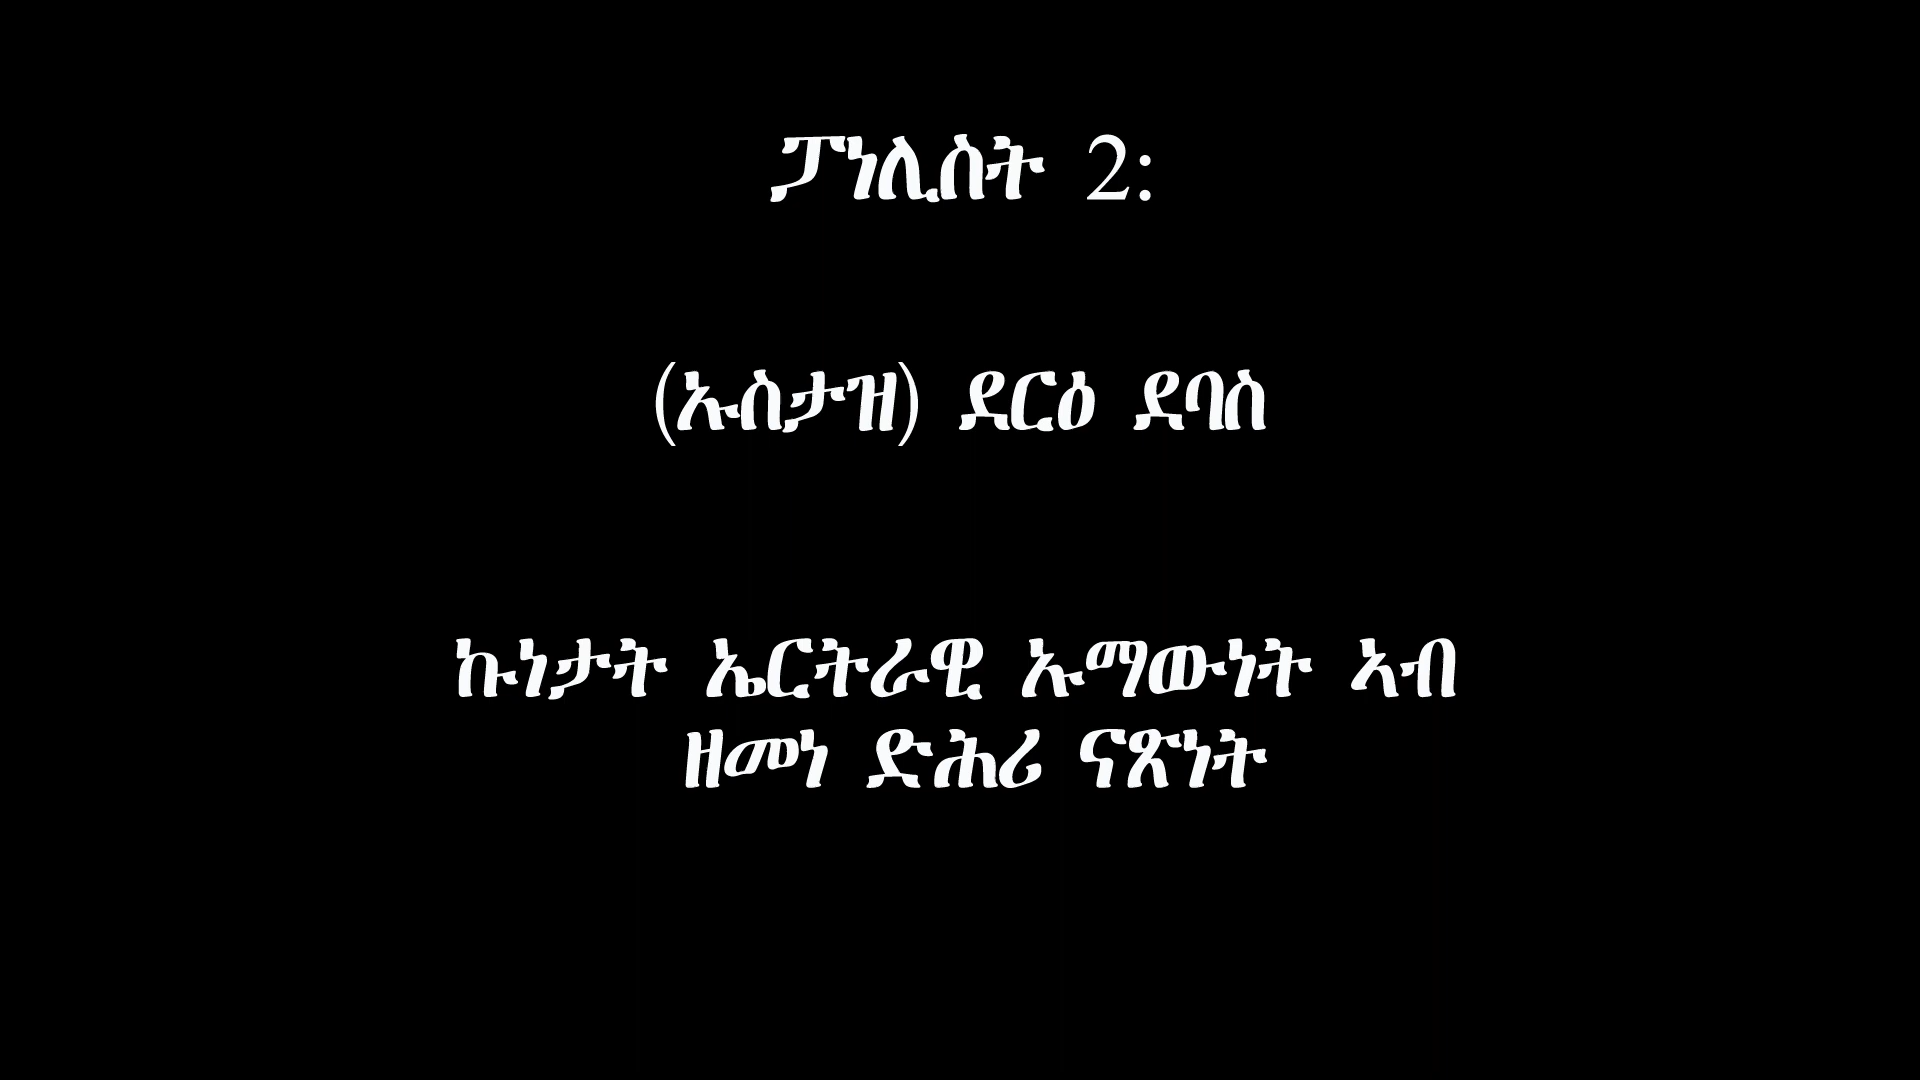 ፓነሊስት 2:
(ኡስታዝ) ደርዕ ደባስ
ኩነታት ኤርትራዊ ኡማውነት ኣብ
ዘመነ ድሕሪ ናጽነት